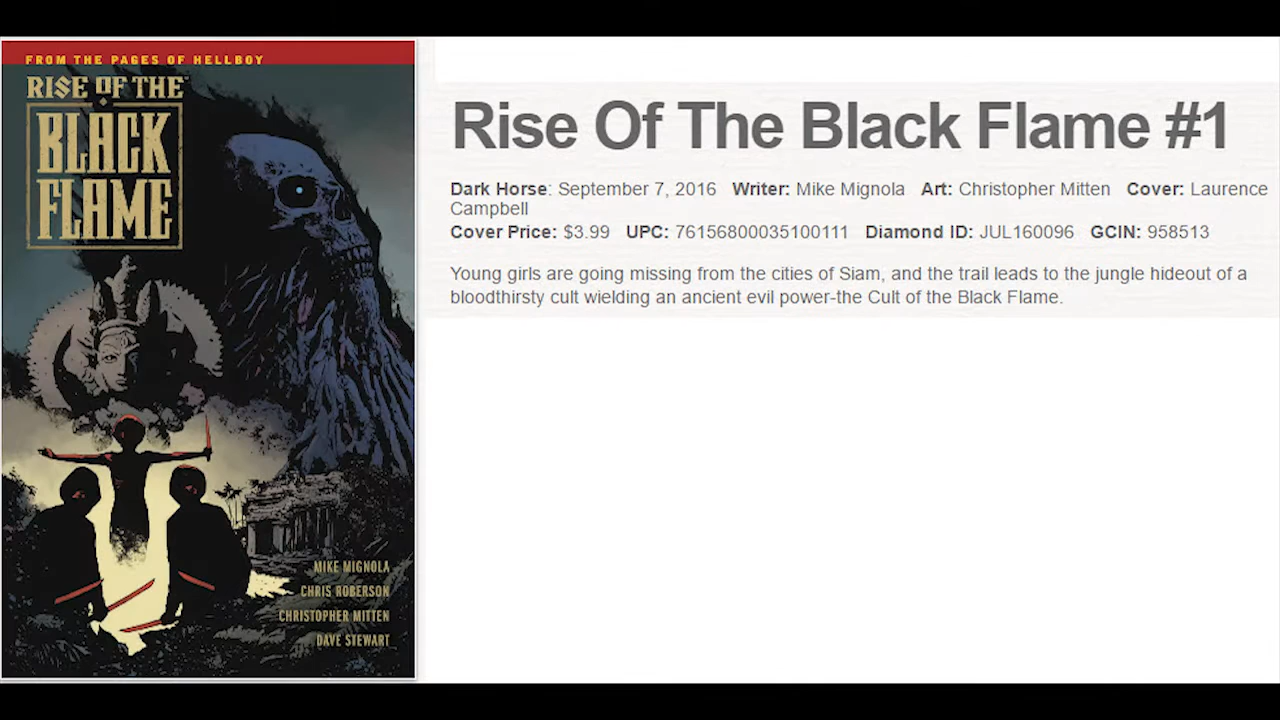 FROM THE PAGES OF HELLBOY
RISE OF THE
BLACK
FLAME
MIKE MIGNOLA
CHRIS ROBERSON
CHRISTOPHER MITTEN
DAVE STEWART
Rise Of The Black Flame #1
Dark Horse: September 7, 2016 Writer: Mike Mignola Art: Christopher Mitten Cover: Laurence
Campbell
Cover Price: $3.99 UPC: 76156800035100111 Diamond ID: JUL160096 GCIN: 958513
Young girls are going missing from the cities of Siam, and the trail leads to the jungle hideout of a
bloodthirsty cult wielding an ancient evil power-the Cult of the Black Flame.